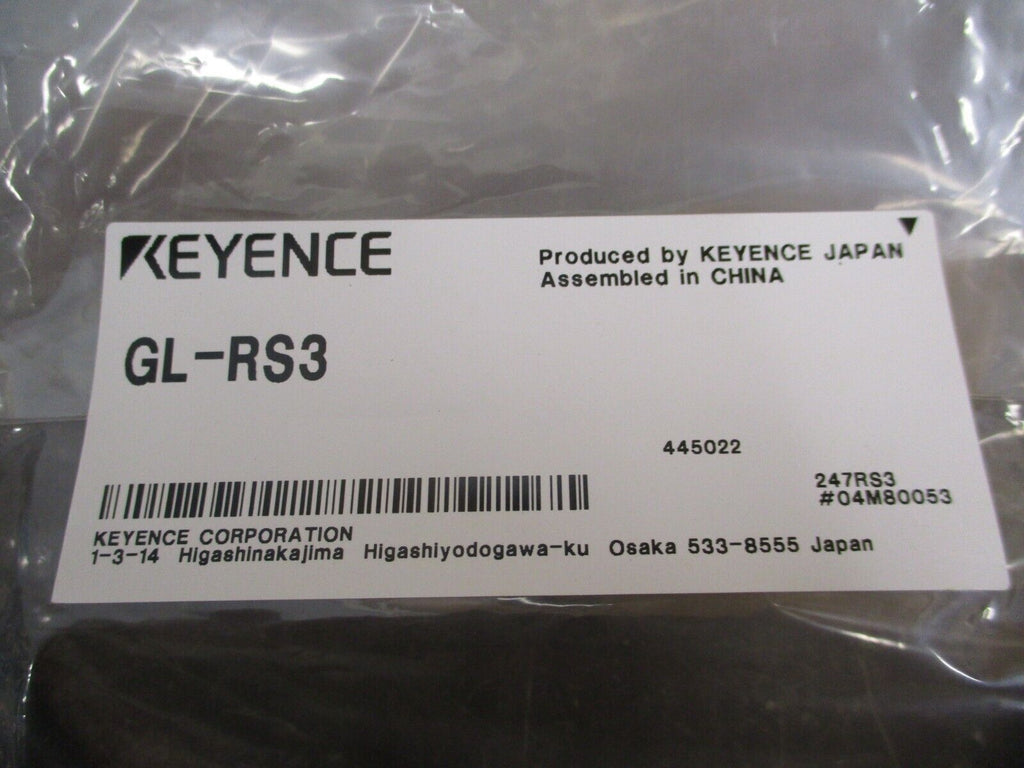 KEYENCE
Produced by KEYENCE JAPAN
Assembled in CHINA
GL-RS3
445022
247RS3
#04M80053
KEYENCE CORPORATION
1-3-14 Higashinakajima Higashiyodogawa-ku Osaka 533-8555 Japan